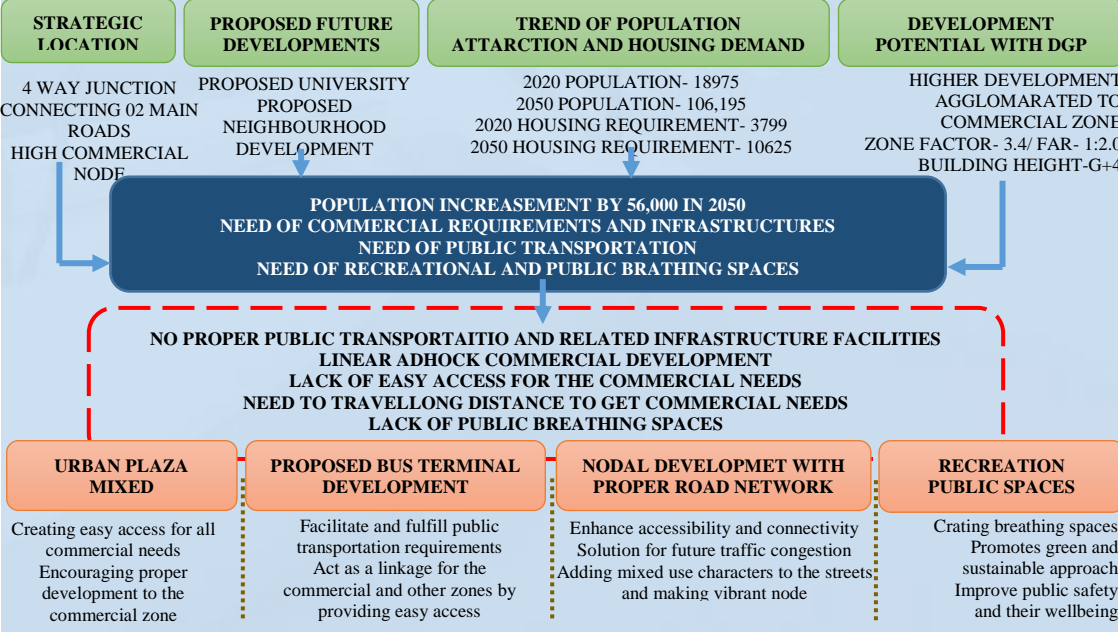 STRATEGIC
LOCATION
4 WAY JUNCTION
CONNECTING 02 MAIN
ROADS
HIGH COMMERCIAL
NODE
PROPOSED FUTURE
DEVELOPMENTS
PROPOSED UNIVERSITY
PROPOSED
NEIGHBOURHOOD
DEVELOPMENT
TREND OF POPULATION
ATTARCTION AND HOUSING DEMAND
2020 POPULATION- 18975
2050 POPULATION- 106,195
2020 HOUSING REQUIREMENT- 3799
2050 HOUSING REQUIREMENT- 10625
DEVELOPMENT
POTENTIAL WITH DGP
HIGHER DEVELOPMENT
AGGLOMARATED TO
COMMERCIAL ZONE
ZONE FACTOR- 3.4/ FAR- 1:2.0
BUILDING HEIGHT-G+4
POPULATION INCREASEMENT BY 56,000 IN 2050
NEED OF COMMERCIAL REQUIREMENTS AND INFRASTRUCTURES
NEED OF PUBLIC TRANSPORTATION
NEED OF RECREATIONAL AND PUBLIC BRATHING SPACES
NO PROPER PUBLIC TRANSPORTAITIO AND RELATED INFRASTRUCTURE FACILITIES
LINEAR ADHOCK COMMERCIAL DEVELOPMENT
LACK OF EASY ACCESS FOR THE COMMERCIAL NEEDS
NEED TO TRAVELLONG DISTANCE TO GET COMMERCIAL NEEDS
LACK OF PUBLIC BREATHING SPACES
URBAN PLAZA
MIXED
Creating easy access for all
commercial needs
Encouraging proper
development to the
commercial zone
PROPOSED BUS TERMINAL
DEVELOPMENT
Facilitate and fulfill public
transportation requirements
Act as a linkage for the
commercial and other zones by
providing easy access
NODAL DEVELOPMET WITH
PROPER ROAD NETWORK
Enhance accessibility and connectivity
Solution for future traffic congestion
Adding mixed use characters to the streets
and making vibrant node
RECREATION
PUBLIC SPACES
Crating breathing spaces
Promotes green and
sustainable approach
Improve public safety
and their wellbeing